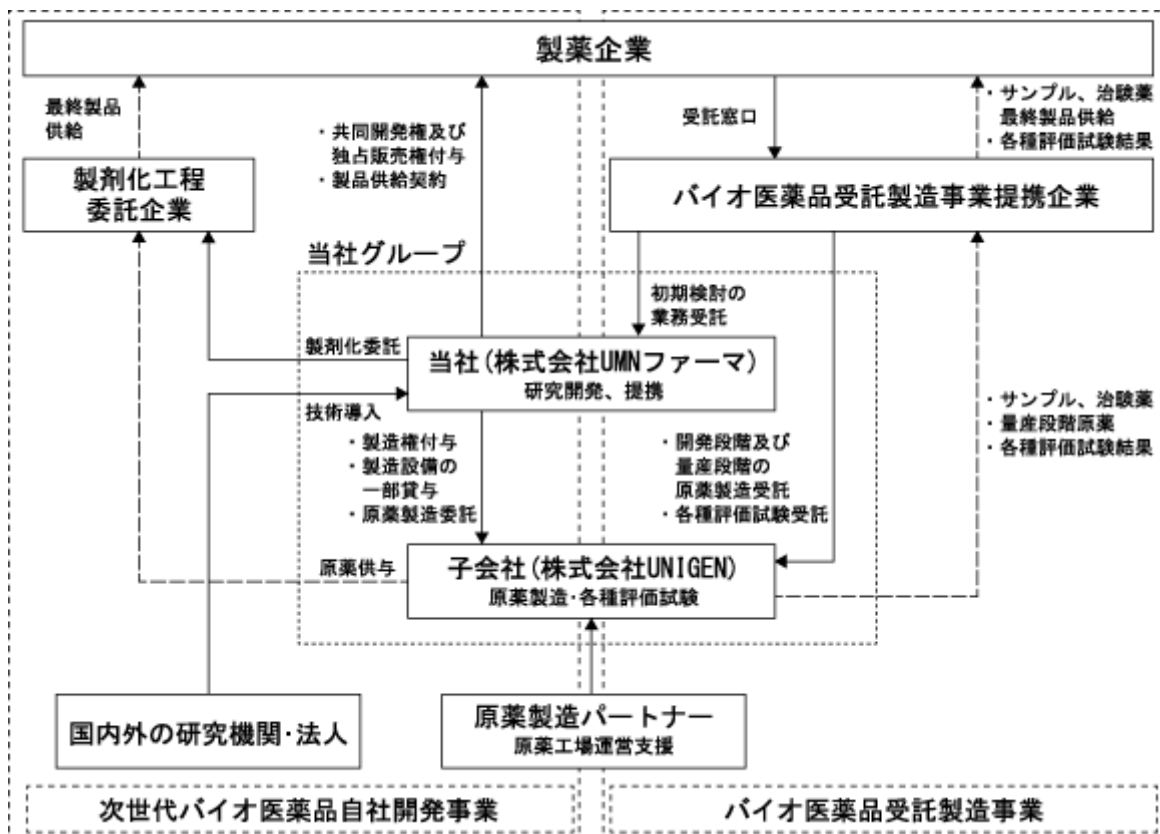 製薬企業
最終製品
供給
・共同開発権及び
独占販売権付与
・製品供給契約
受託窓口
・サンプル、治験薬
最終製品供給
・各種評価試験結果
製剤化工程
委託企業
バイオ医薬品受託製造事業提携企業
当社グループ
初期検討の
業務受託
製剤化委託
当社(株式会社UMNファーマ)
研究開発、提携
技術導入
・製造権付与
・製造設備の
一部貸与
・原薬製造委託
・開発段階及び
量産段階の
原薬製造受託
・各種評価試験受託
・サンプル、治験薬
・量産段階原薬
・各種評価試験結果
原薬供与
子会社(株式会社UNIGEN)
原薬製造・各種評価試験
国内外の研究機関・法人
原薬製造パートナー
原薬工場運営支援
次世代バイオ医薬品自社開発事業
バイオ医薬品受託製造事業